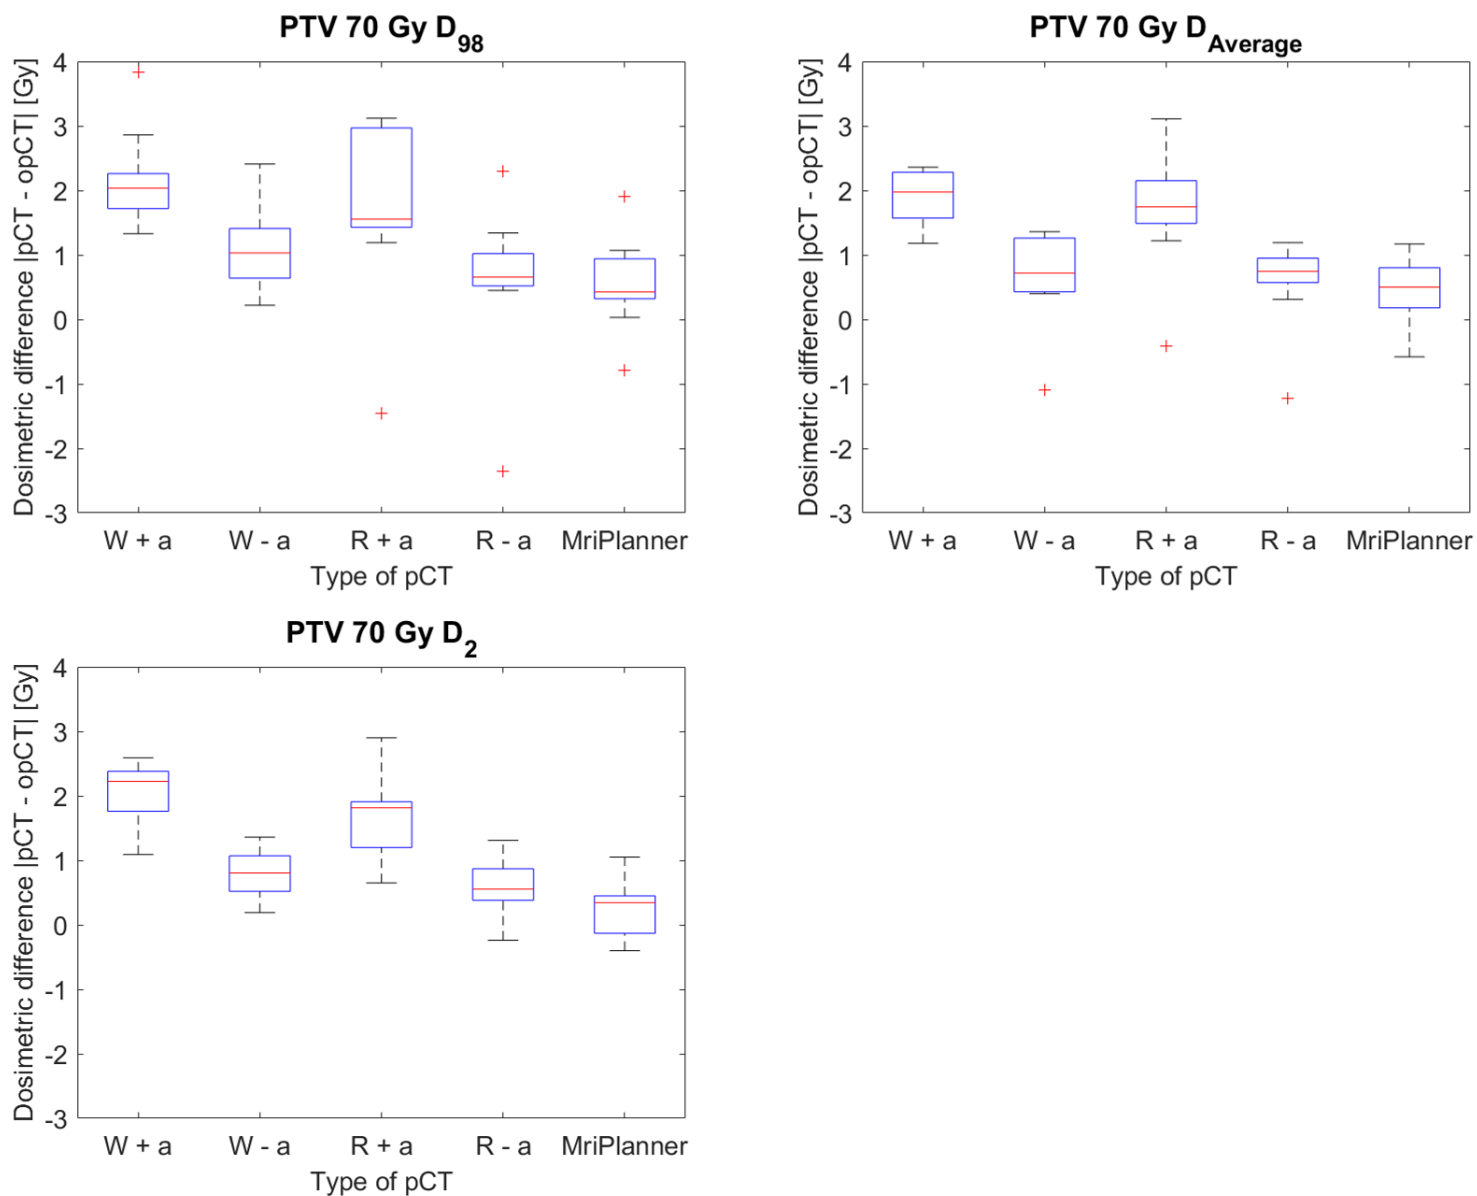 PTV 70 Gy D98
Dosimetric difference |pCT - opCT| [Gy]
4
3
2
1
0
-1
-2
-3
W + a W - a R + a R - a MriPlanner
Type of pCT
PTV 70 Gy DAverage
Dosimetric difference |pCT - opCT| [Gy]
4
3
2
1
0
-1
-2
-3
W + a W - a R + a R - a MriPlanner
Type of pCT
PTV 70 Gy D2
Dosimetric difference |pCT - opCT| [Gy]
4
3
2
1
0
-1
-2
-3
W + a W - a R + a R - a MriPlanner
Type of pCT